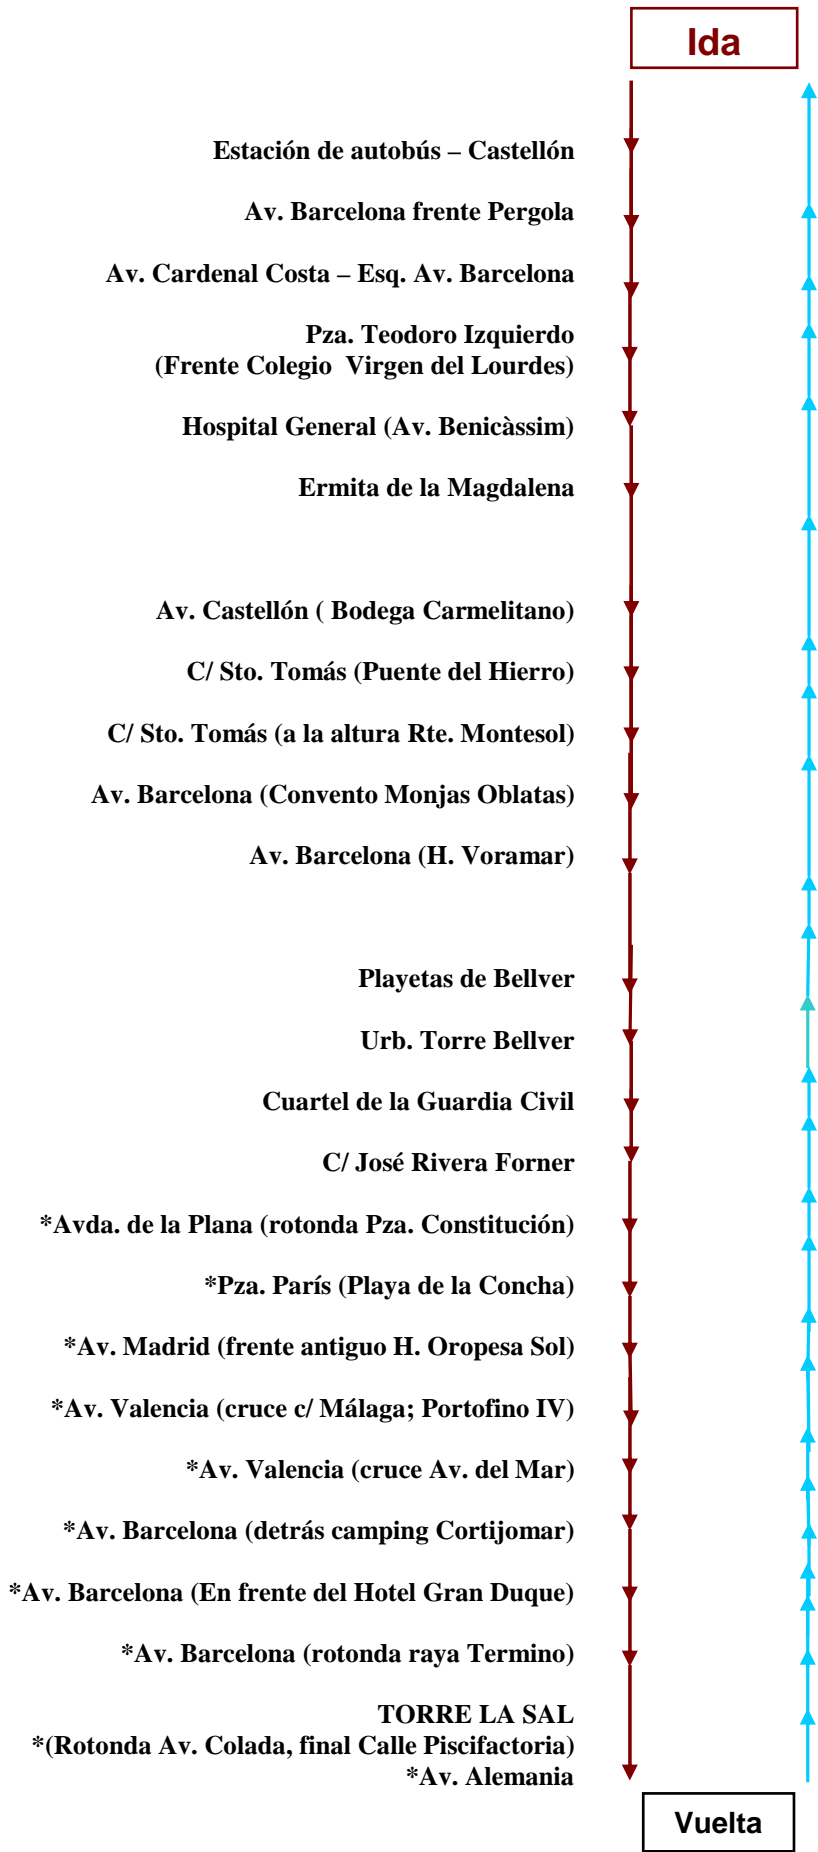 Ida
Estación de autobús – Castellón
Av. Barcelona frente Pergola
Av. Cardenal Costa – Esq. Av. Barcelona
Pza. Teodoro Izquierdo
(Frente Colegio Virgen del Lourdes)
Hospital General (Av. Benicàssim)
Ermita de la Magdalena
Av. Castellón ( Bodega Carmelitano)
C/ Sto. Tomás (Puente del Hierro)
C/ Sto. Tomás (a la altura Rte. Montesol)
Av. Barcelona (Convento Monjas Oblatas)
Av. Barcelona (H. Voramar)
Playetas de Bellver
Urb. Torre Bellver
Cuartel de la Guardia Civil
C/ José Rivera Forner
*Avda. de la Plana (rotonda Pza. Constitución)
*Pza. París (Playa de la Concha)
*Av. Madrid (frente antiguo H. Oropesa Sol)
*Av. Valencia (cruce c/ Málaga; Portofino IV)
*Av. Valencia (cruce Av. del Mar)
*Av. Barcelona (detrás camping Cortijomar)
*Av. Barcelona (En frente del Hotel Gran Duque)
*Av. Barcelona (rotonda raya Termino)
TORRE LA SAL
*(Rotonda Av. Colada, final Calle Piscifactoria)
*Av. Alemania
Vuelta